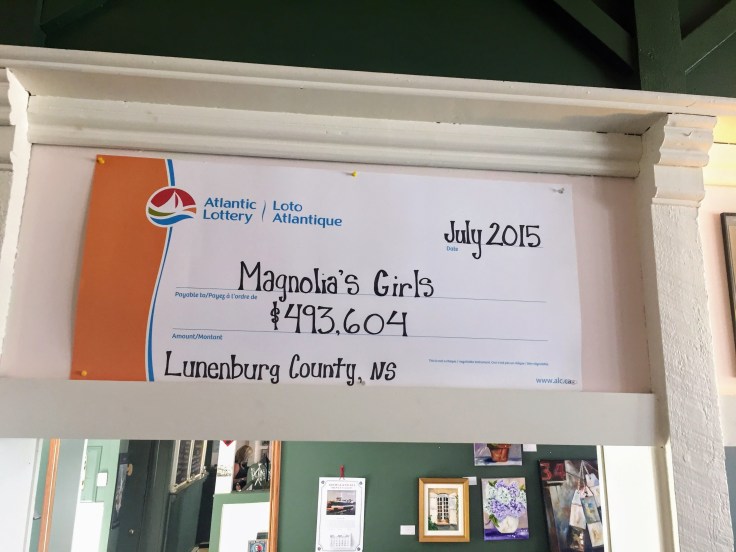 Atlantic Lottery / Loto Atlantique
July 2015
Date
Magnolia's Girls
Payable to/Payez à l'ordre de
$493,604
Amount/Montant
Lunenburg County, NS